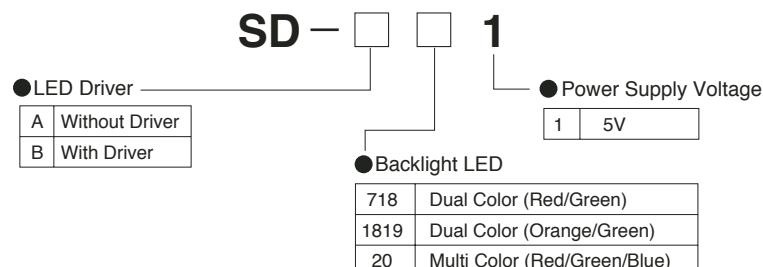 SD – □ □ 1
●LED Driver
A Without Driver
B With Driver
●Power Supply Voltage
1 5V
●Backlight LED
718 Dual Color (Red/Green)
1819 Dual Color (Orange/Green)
20 Multi Color (Red/Green/Blue)